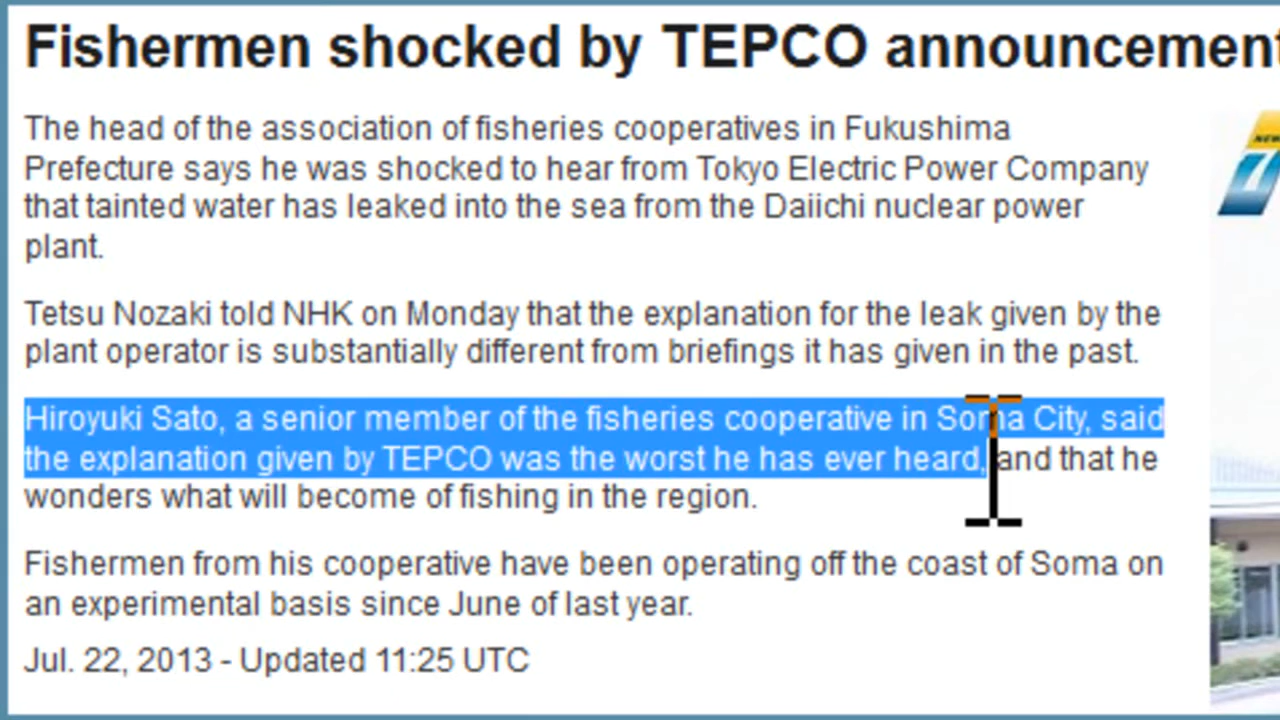 Fishermen shocked by TEPCO announcement
The head of the association of fisheries cooperatives in Fukushima
Prefecture says he was shocked to hear from Tokyo Electric Power Company
that tainted water has leaked into the sea from the Daiichi nuclear power
plant.
Tetsu Nozaki told NHK on Monday that the explanation for the leak given by the
plant operator is substantially different from briefings it has given in the past.
Hiroyuki Sato, a senior member of the fisheries cooperative in Soma City, said
the explanation given by TEPCO was the worst he has ever heard, and that he
wonders what will become of fishing in the region.
Fishermen from his cooperative have been operating off the coast of Soma on
an experimental basis since June of last year.
Jul. 22, 2013 - Updated 11:25 UTC
7